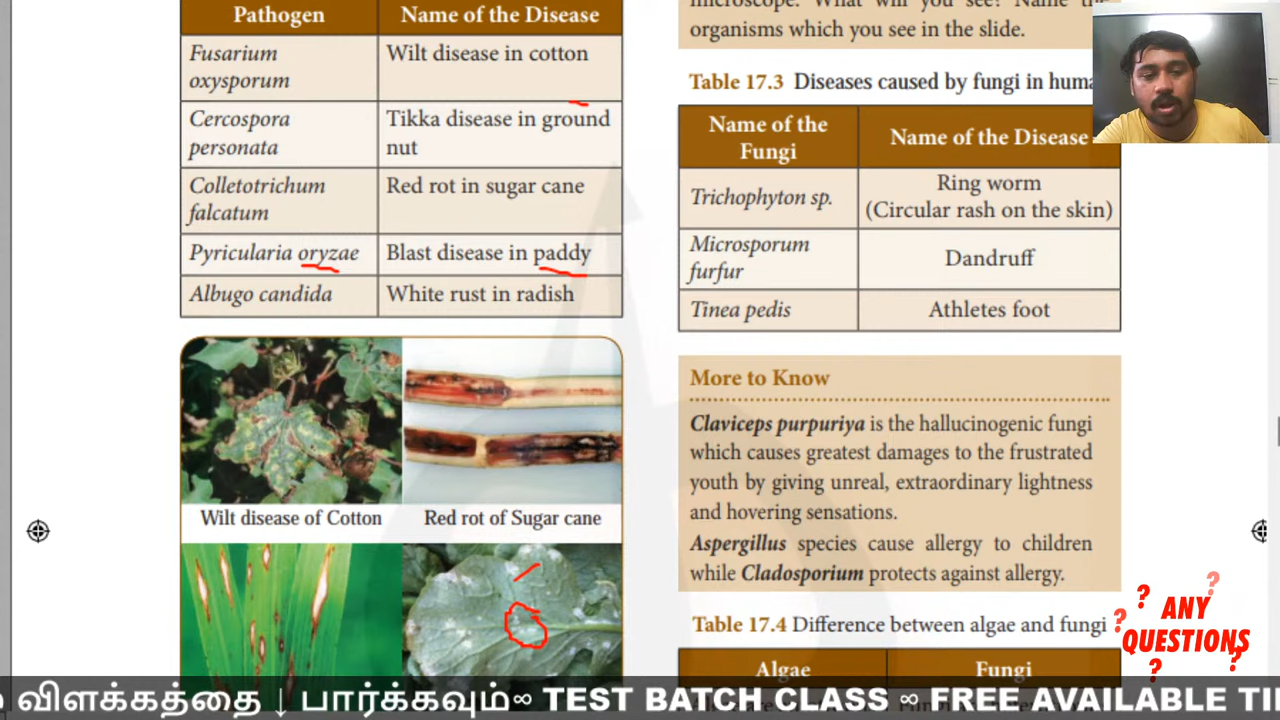 Pathogen
Name of the Disease
Fusarium
oxysporum
Wilt disease in cotton
Cercospora
personata
Tikka disease in ground
nut
Colletotrichum
falcatum
Red rot in sugar cane
Pyricularia oryzae
Blast disease in paddy
Albugo candida
White rust in radish
Wilt disease of Cotton
Red rot of Sugar cane
organisms which you see in the slide.
Table 17.3 Diseases caused by fungi in huma
Name of the
Fungi
Name of the Disease
Trichophyton sp.
Ring worm
(Circular rash on the skin)
Microsporum
furfur
Dandruff
Tinea pedis
Athletes foot
More to Know
Claviceps purpuriya is the hallucinogenic fungi
which causes greatest damages to the frustrated
youth by giving unreal, extraordinary lightness
and hovering sensations.
Aspergillus species cause allergy to children
while Cladosporium protects against allergy.
Table 17.4 Difference between algae and fungi
Algae
Fungi
? ? ? ANY
QUESTIONS
? ? ?
விளக்கத்தை ↓ பார்க்கவும்∞ TEST BATCH CLASS ∞ FREE AVAILABLE